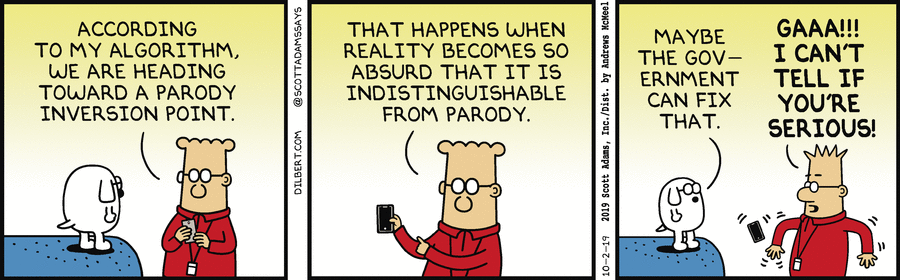 ACCORDING
TO MY ALGORITHM,
WE ARE HEADING
TOWARD A PARODY
INVERSION POINT.
DILBERT.COM @SCOTTADAMSSAYS
THAT HAPPENS WHEN
REALITY BECOMES SO
ABSURD THAT IT IS
INDISTINGUISHABLE
FROM PARODY.
10-2-19 2019 Scott Adams, Inc./Dist. by Andrews McMeel
MAYBE
THE GOV—
ERNMENT
CAN FIX
THAT.
GAAA!!!
I CAN'T
TELL IF
YOU'RE
SERIOUS!